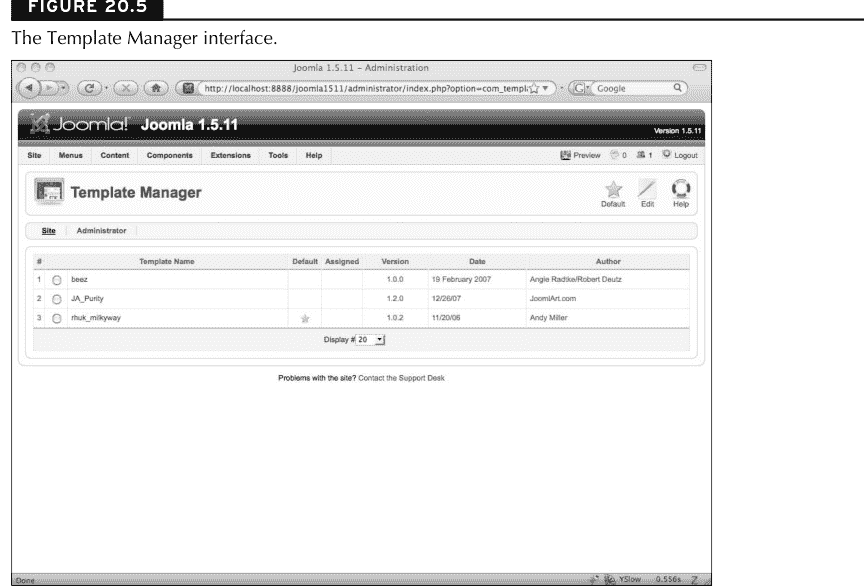 FIGURE 20.5
The Template Manager interface.
Joomla 1.5.11 – Administration
http://localhost:8888/joomla1511/administrator/index.php?option=com_templ
Google
Joomla! Joomla 1.5.11
Version 1.5.11
Site Menus Content Components Extensions Tools Help Preview 0 1 Logout
Template Manager
Default Edit Help
Site Administrator
# Template Name Default Assigned Version Date Author
1 beez 1.0.0 19 February 2007 Angie Radtke/Robert Deutz
2 JA_Purity 1.2.0 12/26/07 JoomlArt.com
3 rhuk_milkyway 1.0.2 11/20/06 Andy Miller
Display # 20
Problems with the site? Contact the Support Desk
Done YSlow 0.556s